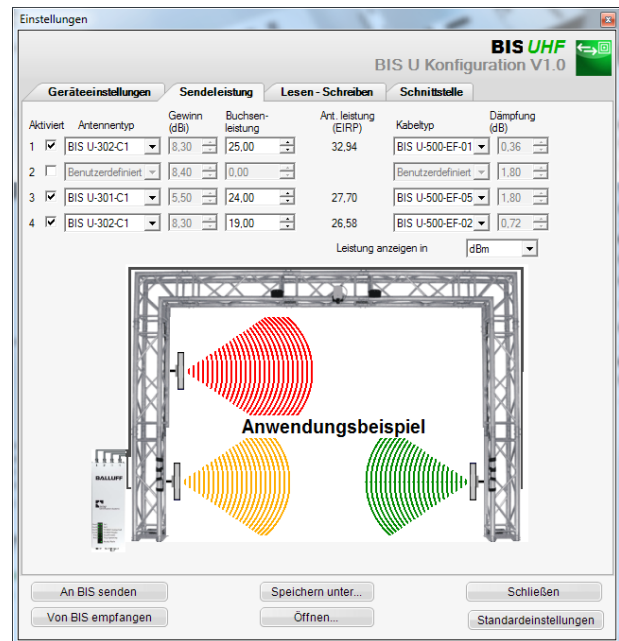 Einstellungen
BIS UHF
BIS U Konfiguration V1.0
Geräteeinstellungen Sendeleistung Lesen - Schreiben Schnittstelle
Aktiviert Antennentyp Gewinn (dBi) Buchsen-leistung Ant. leistung (EIRP) Kabeltyp Dämpfung (dB)
1 BIS U-302-C1 8,30 25,00 32,94 BIS U-500-EF-01 0,36
2 Benutzerdefiniert 8,40 0,00 Benutzerdefiniert 1,80
3 BIS U-301-C1 5,50 24,00 27,70 BIS U-500-EF-05 1,80
4 BIS U-302-C1 8,30 19,00 26,58 BIS U-500-EF-02 0,72
Leistung anzeigen in dBm
Anwendungsbeispiel
BALLUFF
An BIS senden Speichern unter... Schließen
Von BIS empfangen Öffnen... Standardeinstellungen